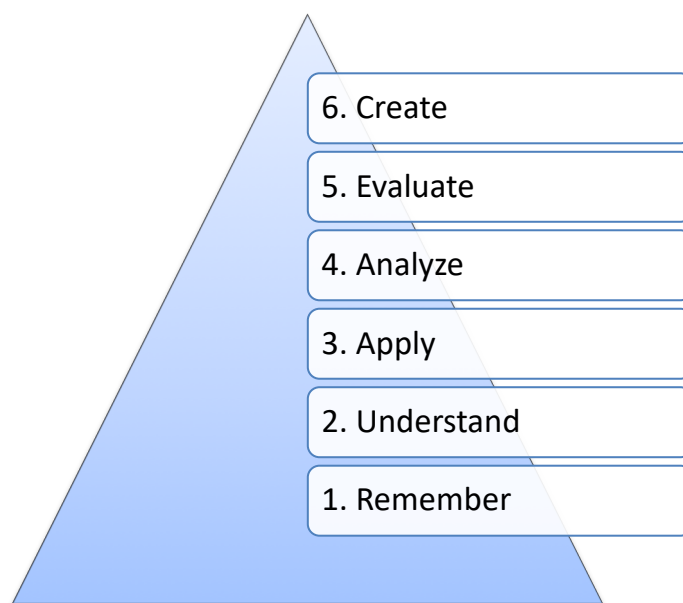 6. Create
5. Evaluate
4. Analyze
3. Apply
2. Understand
1. Remember